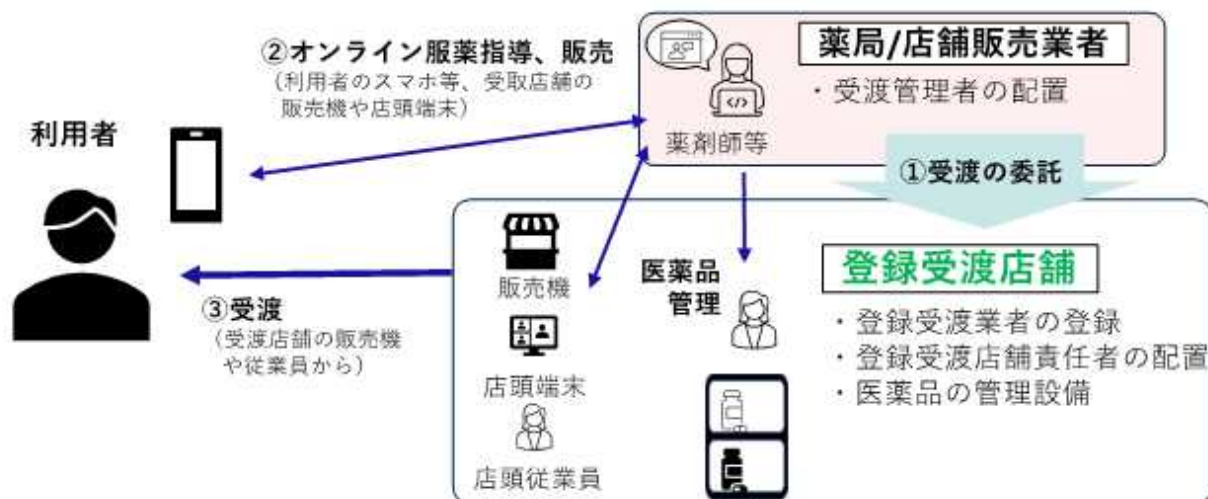 ②オンライン服薬指導、販売
（利用者のスマホ等、受取店舗の
販売機や店頭端末）
利用者
薬局/店舗販売業者
・受渡管理者の配置
薬剤師等
①受渡の委託
③受渡
（受渡店舗の販売機
や従業員から）
販売機
店頭端末
店頭従業員
医薬品
管理
登録受渡店舗
・登録受渡業者の登録
・登録受渡店舗責任者の配置
・医薬品の管理設備